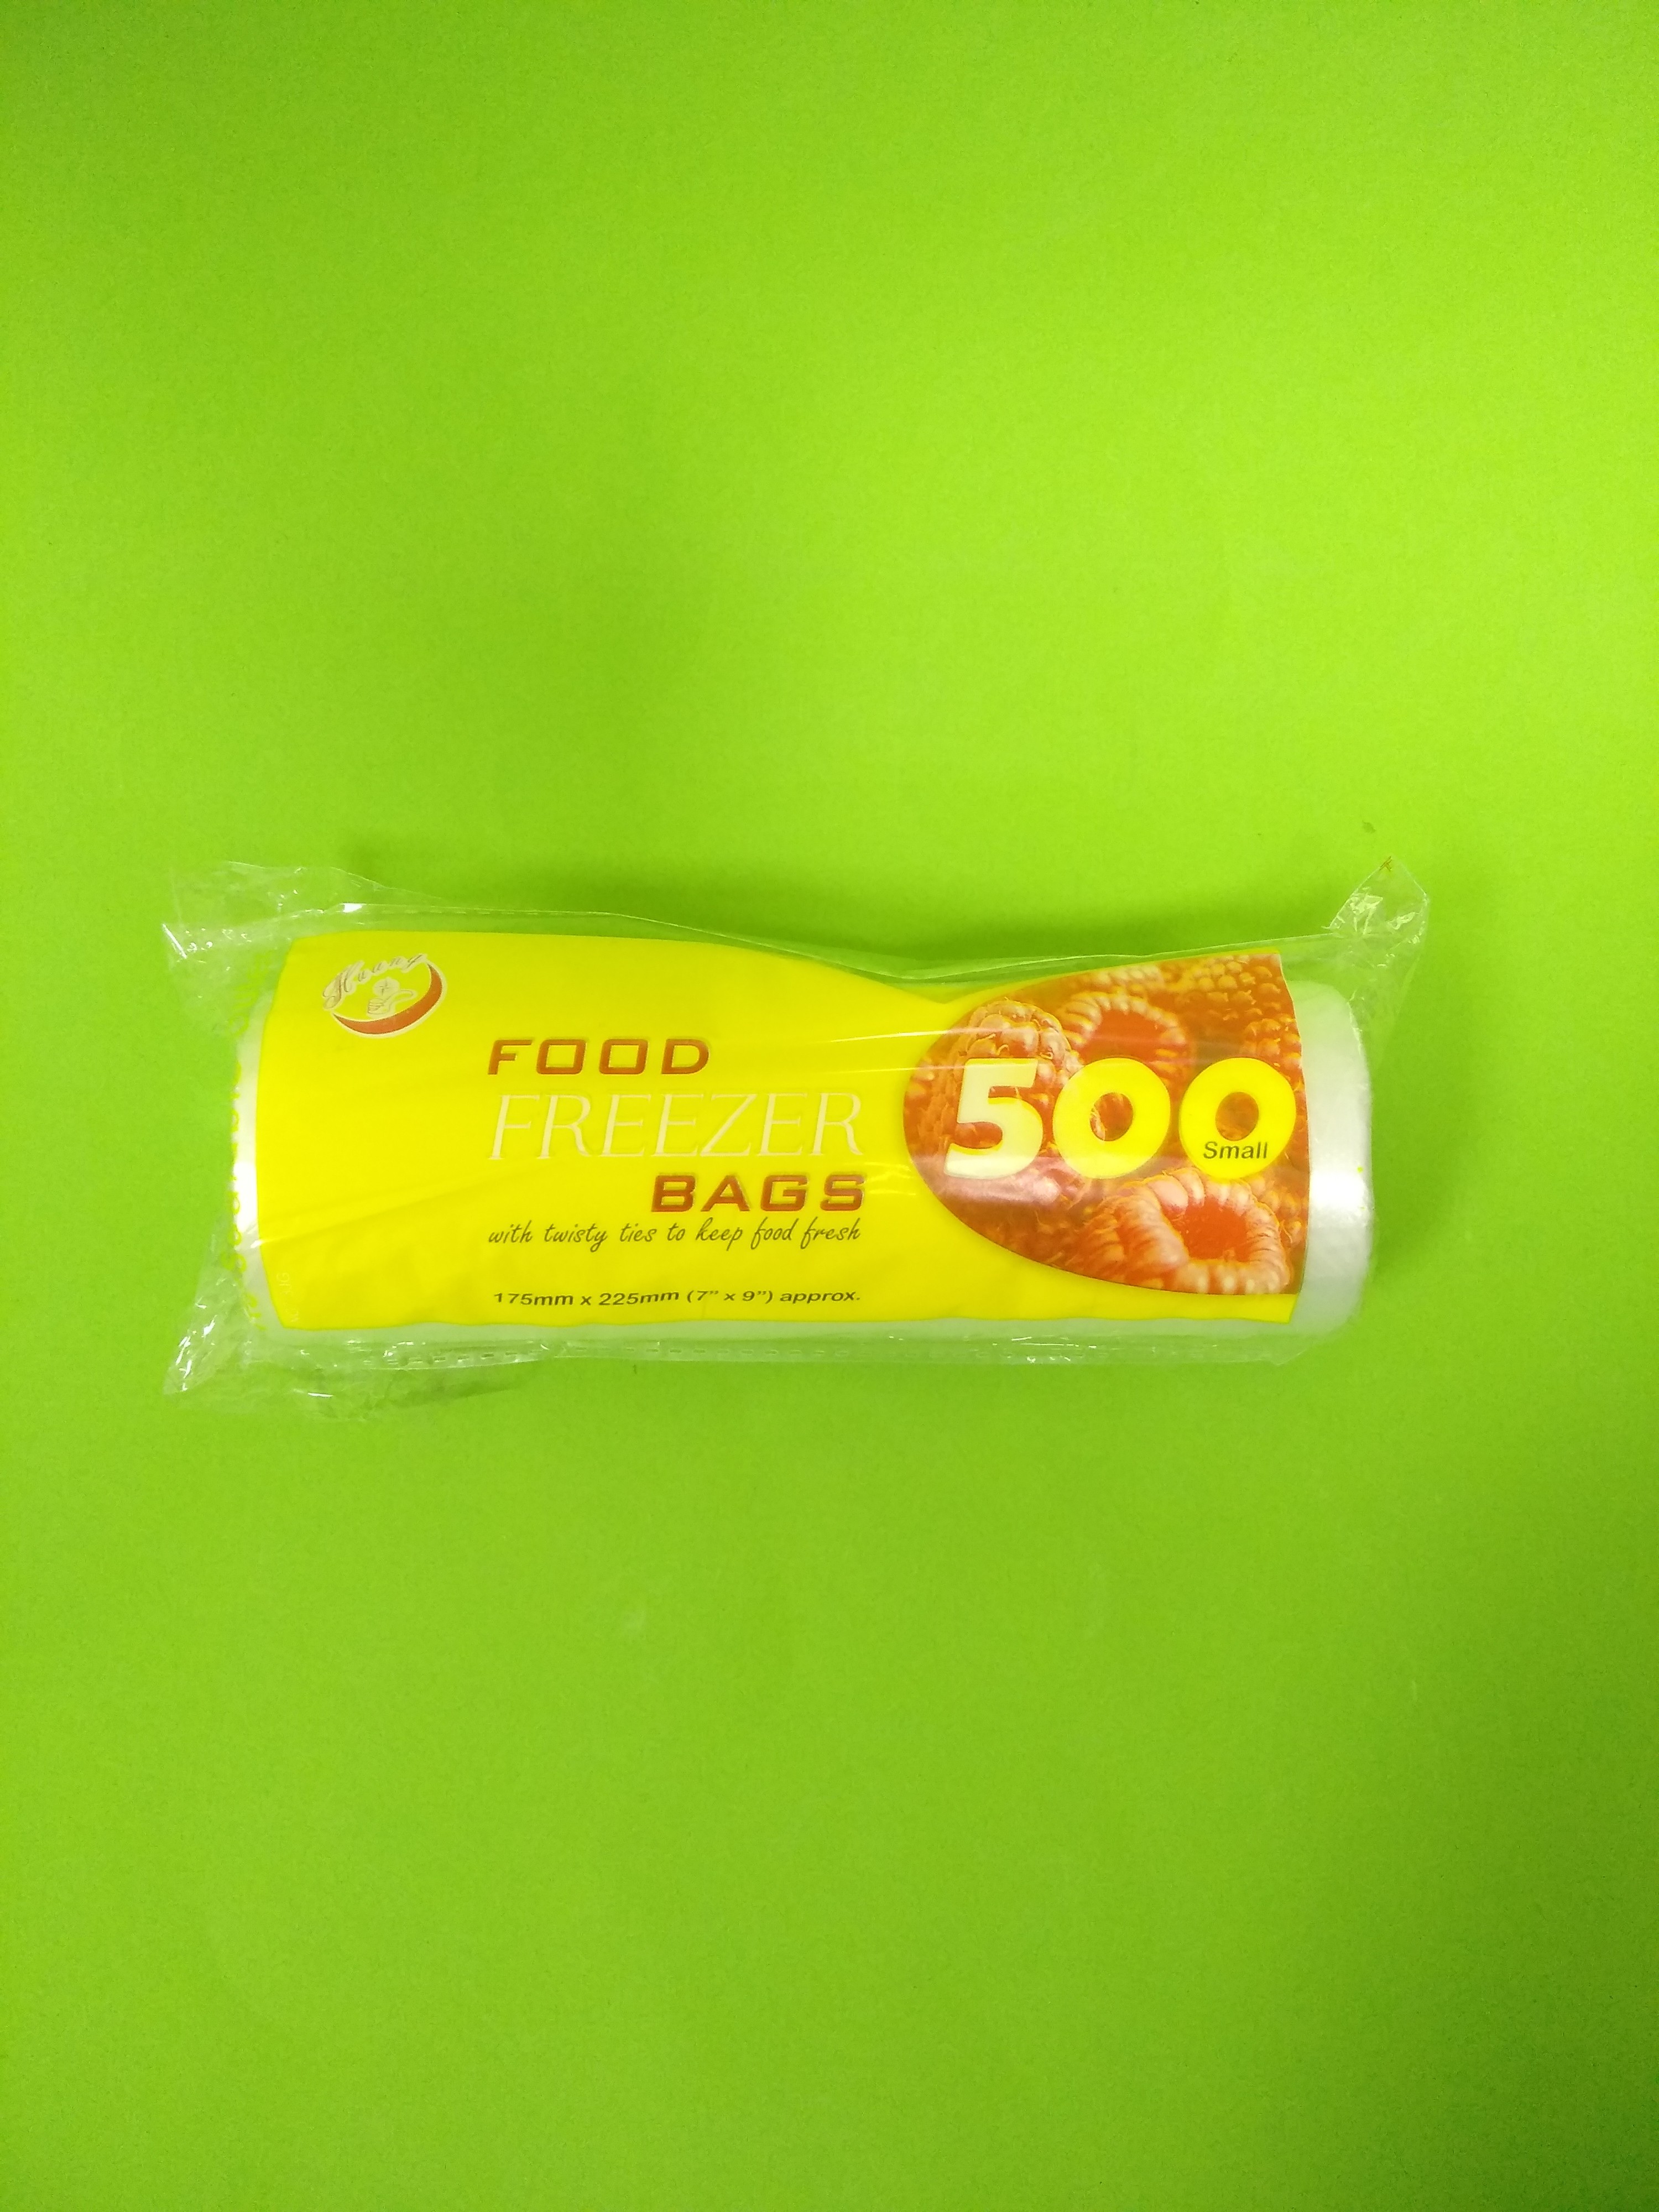 FOOD
FREEZER
BAGS
with twisty ties to keep food fresh
175mm x 225mm (7” x 9”) approx.
500
Small